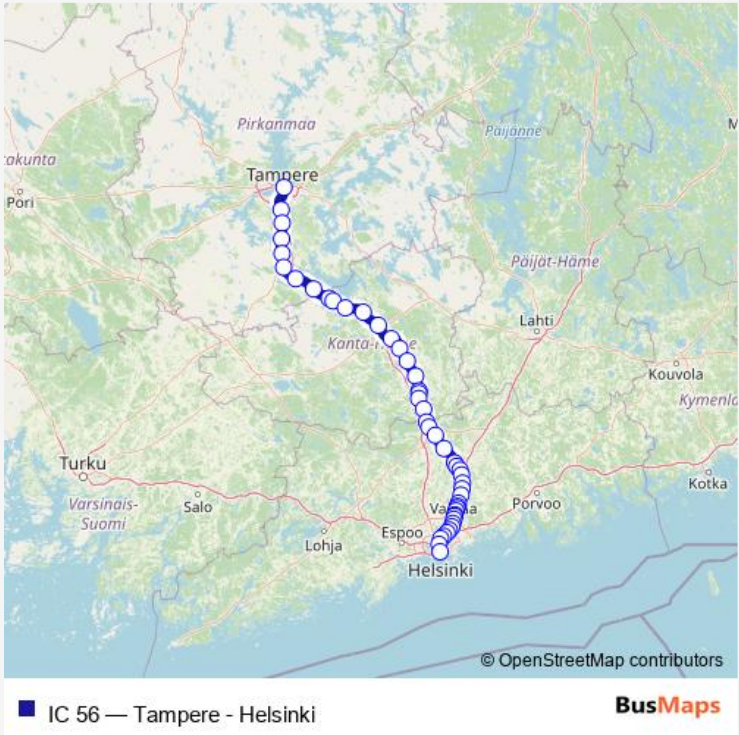 Pirkanmaa
Päijänne
M
akunta
Tampere
Pori
Päijät-Häme
Lahti
Kanta-
me
Kouvola
Kymenla
Turku
Kotka
Varsinais-
Suomi
Salo
Porvoo
Espoo
Lohja
Helsinki
© OpenStreetMap contributors
IC 56 — Tampere - Helsinki
BusMaps